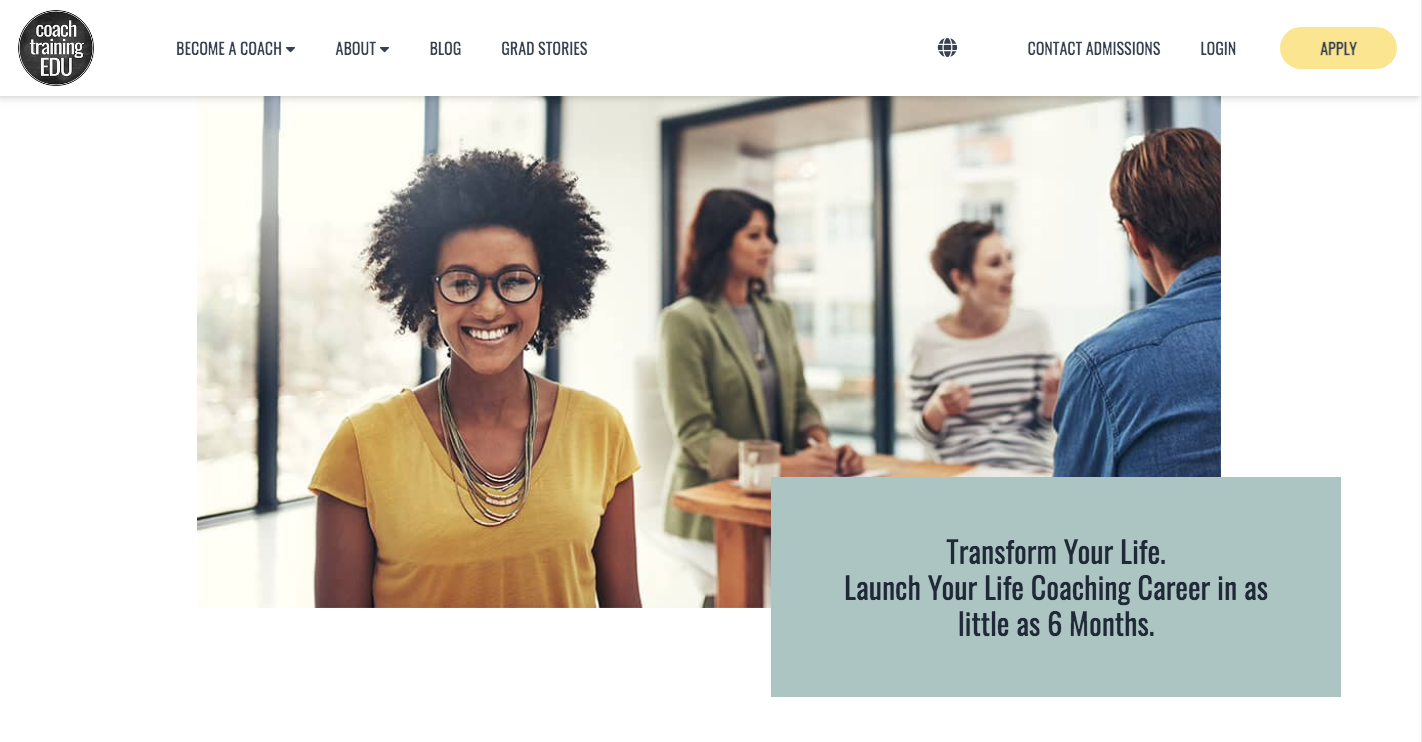 coach
training
EDU
BECOME A COACH
ABOUT
BLOG
GRAD STORIES
CONTACT ADMISSIONS
LOGIN
APPLY
Transform Your Life.
Launch Your Life Coaching Career in as
little as 6 Months.